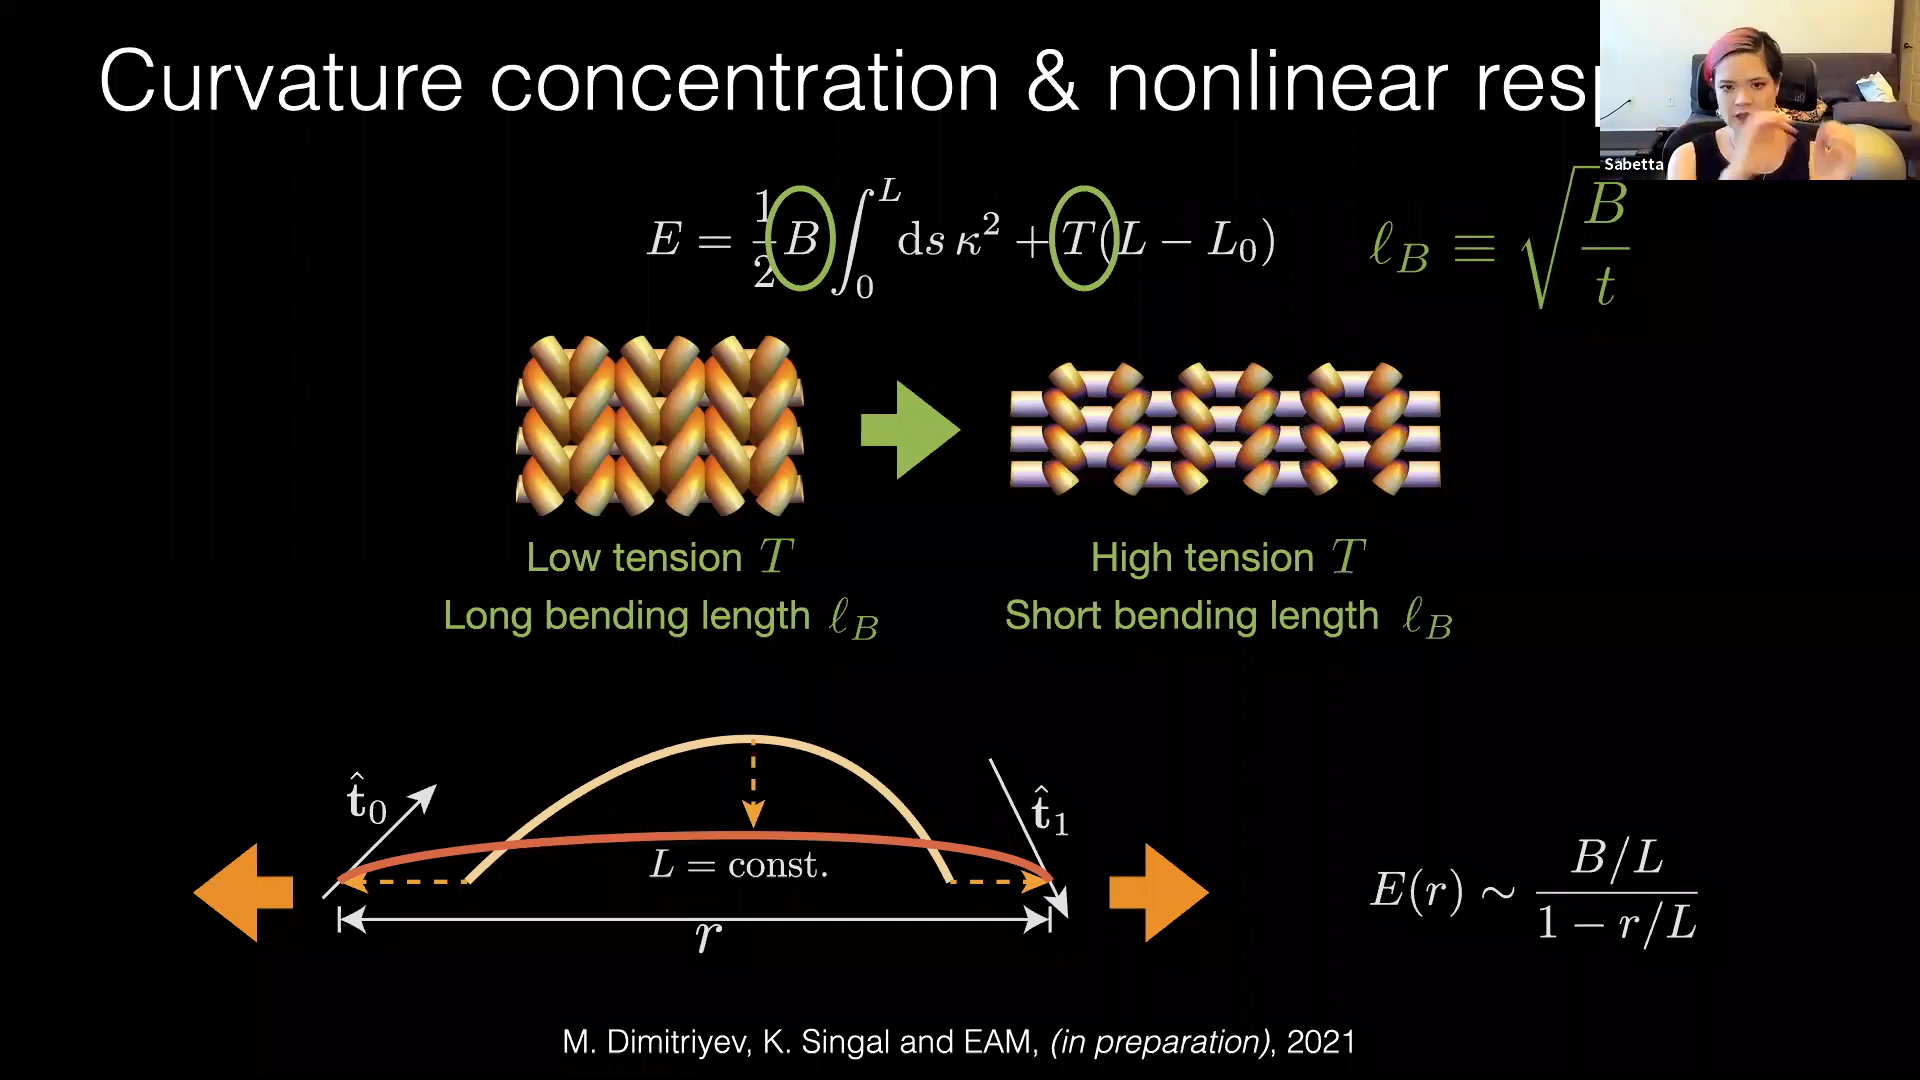 Curvature concentration & nonlinear
Sabetta
E = 1/2 B ∫₀ᴸ ds κ² + T(L − L₀)
ℓ_B ≡ √(B/t)
Low tension T
High tension T
Long bending length ℓ_B
Short bending length ℓ_B
t̂₀
t̂₁
L = const.
r
E(r) ~ (B/L)/(1 − r/L)
M. Dimitriyev, K. Singal and EAM, (in preparation), 2021